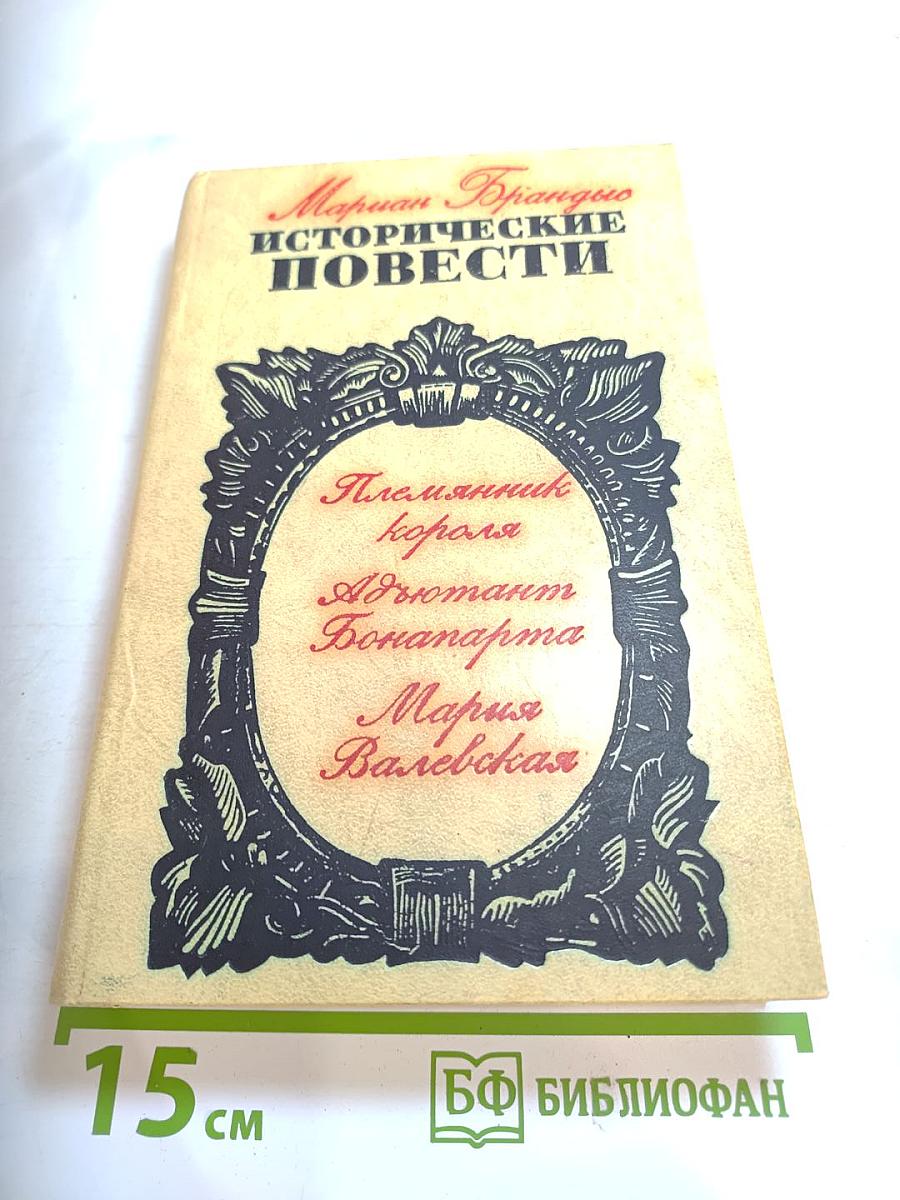 Мариан Брандыс
ИСТОРИЧЕСКИЕ
ПОВЕСТИ
Племянник
короля
Адъютант
Бонапарта
Мария
Валевская
15 см
БФ БИБЛИОФАН